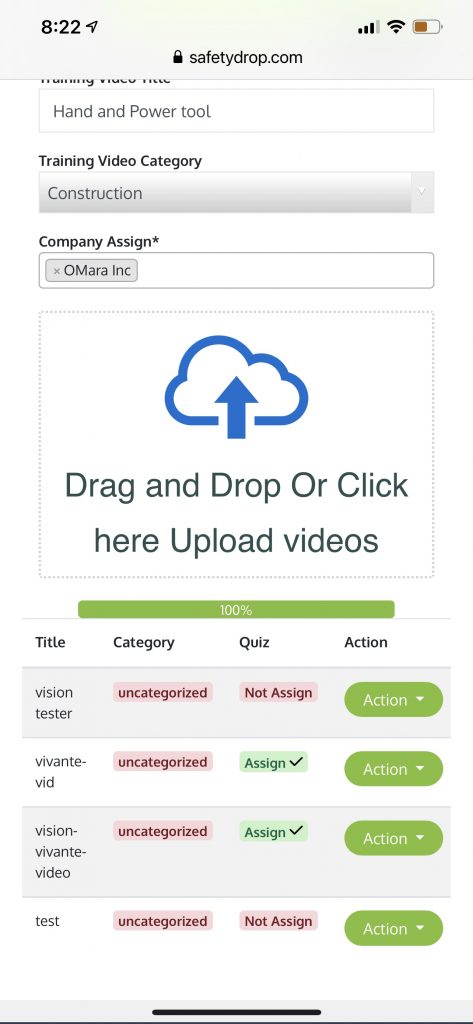 8:22
safetydrop.com
Training Video Title
Hand and Power tool
Training Video Category
Construction
Company Assign*
× OMara Inc
Drag and Drop Or Click
here Upload videos
100%
Title Category Quiz Action
vision
tester
uncategorized Not Assign Action
vivante-
vid
uncategorized Assign ✓ Action
vision-
vivante-
video
uncategorized Assign ✓ Action
test uncategorized Not Assign Action